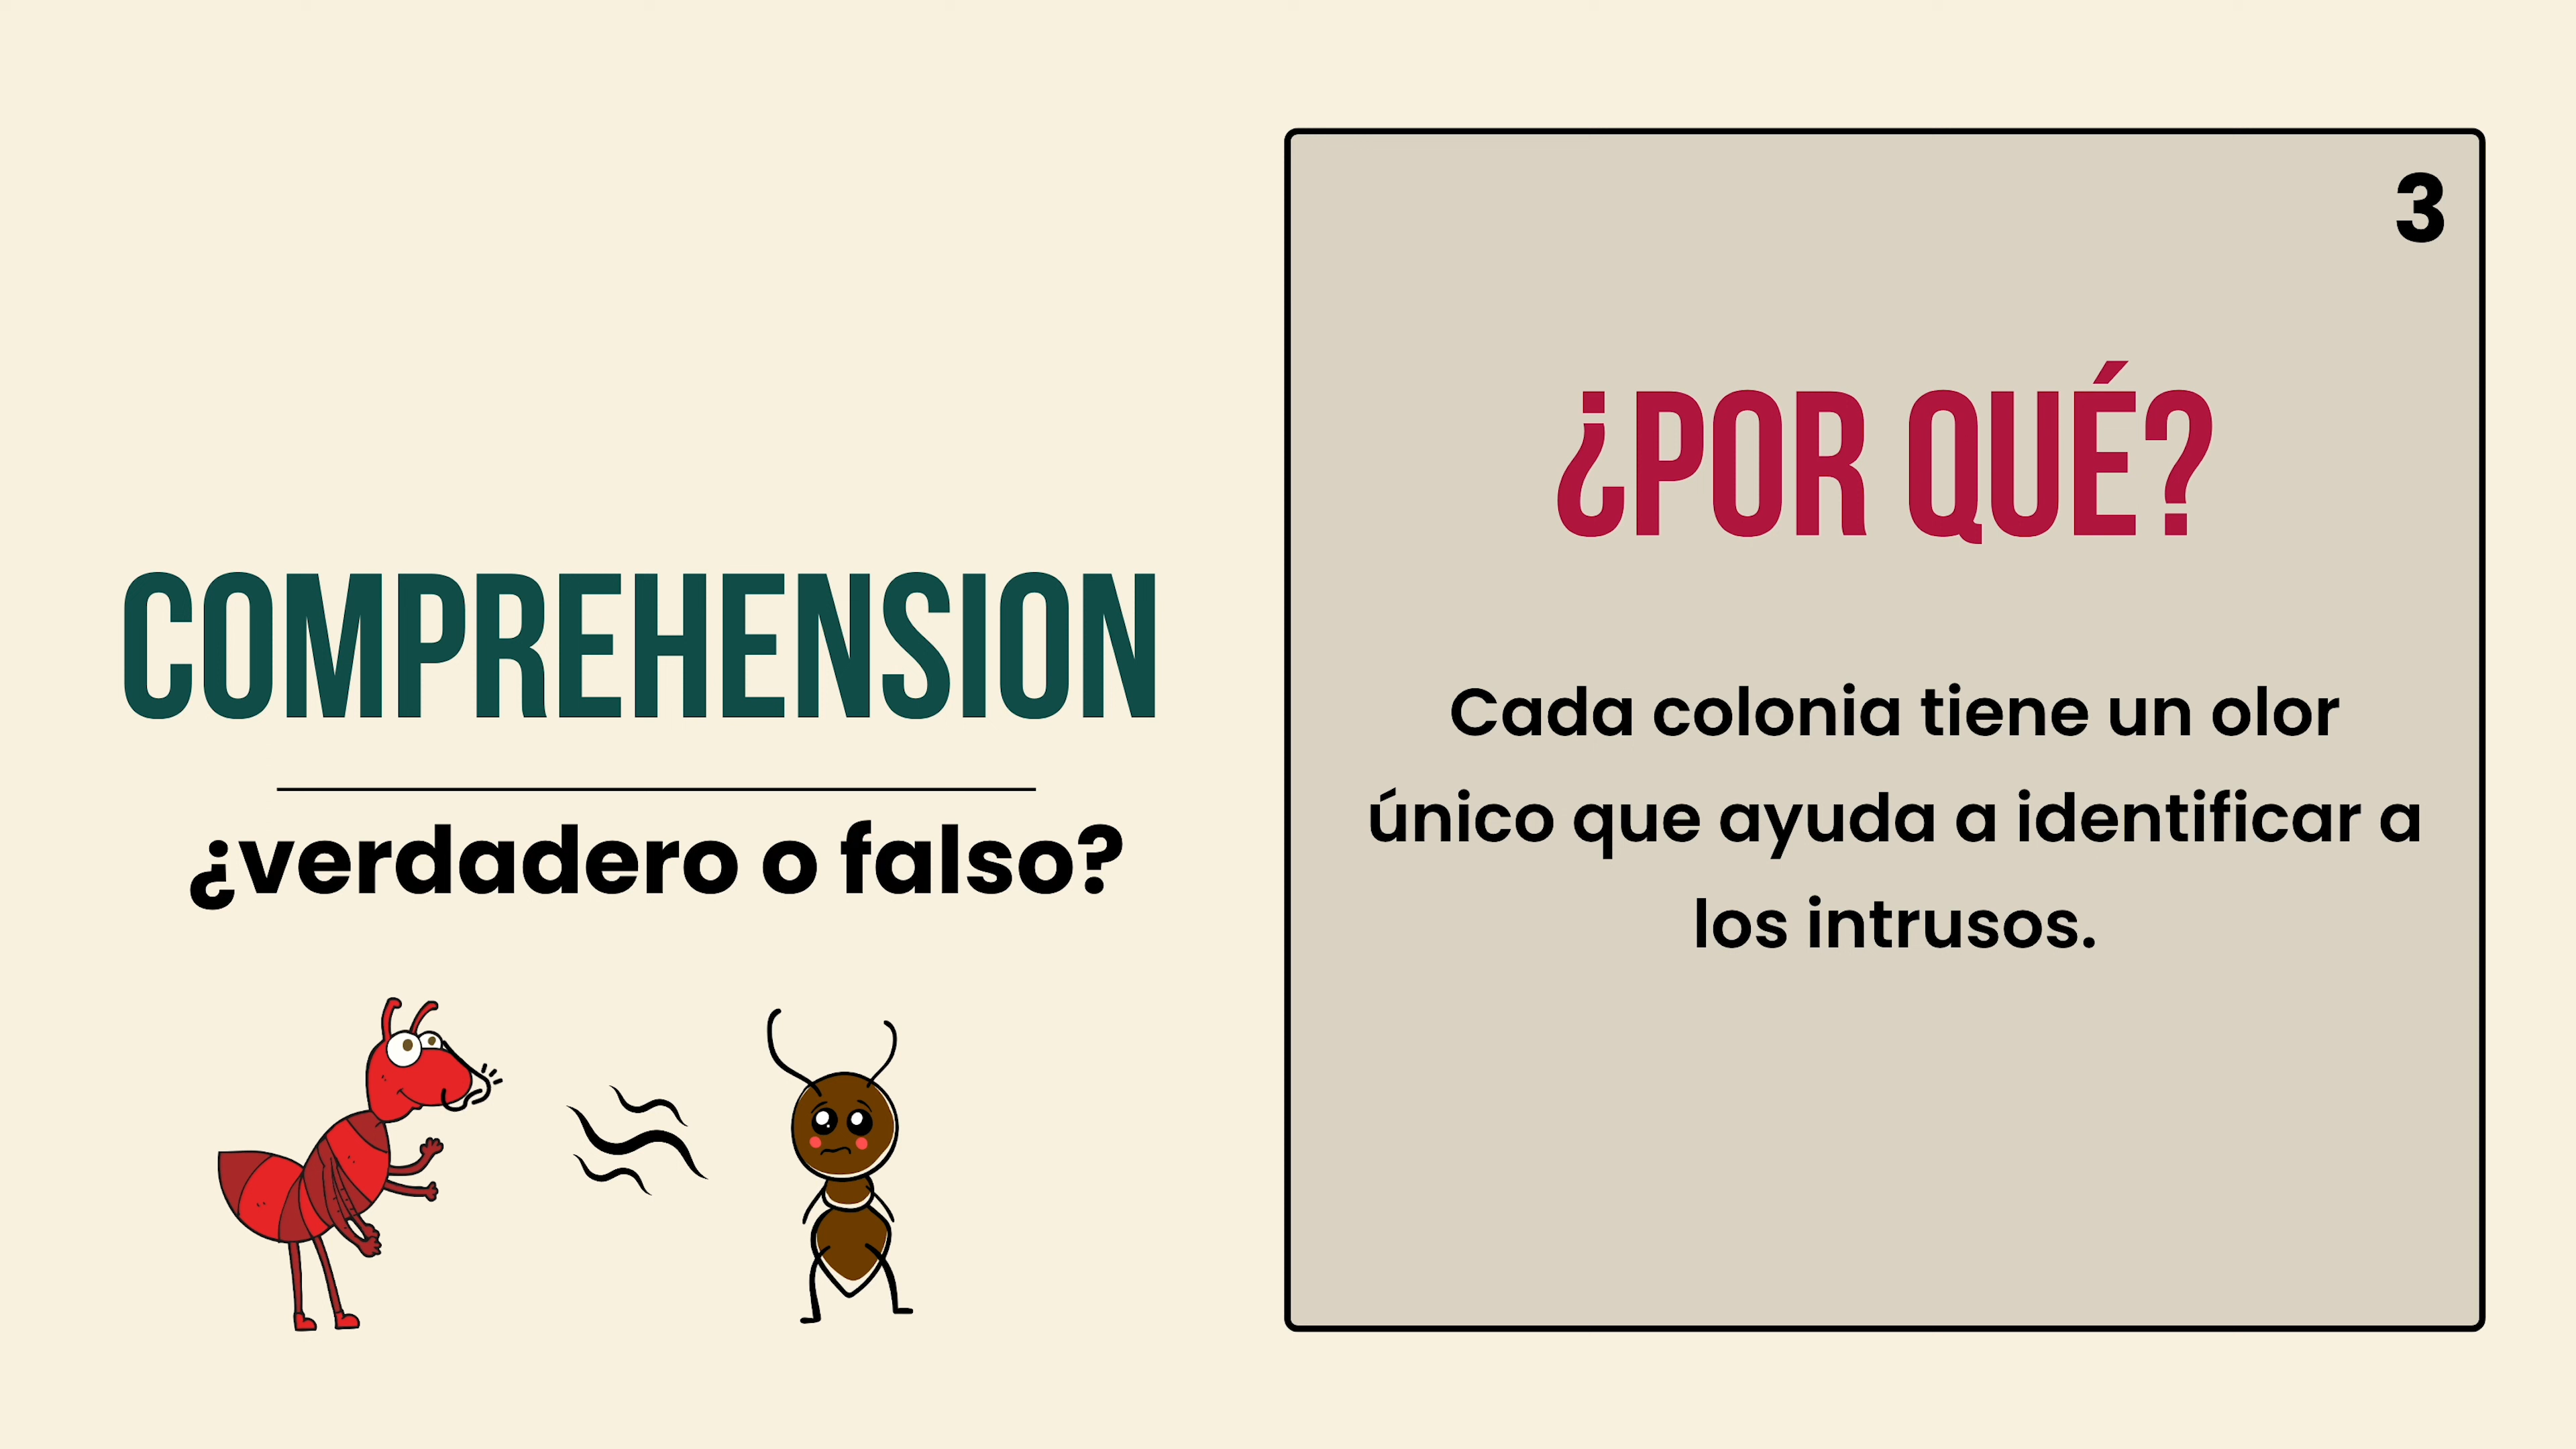 COMPREHENSION
¿verdadero o falso?
3
¿POR QUÉ?
Cada colonia tiene un olor
único que ayuda a identificar a
los intrusos.